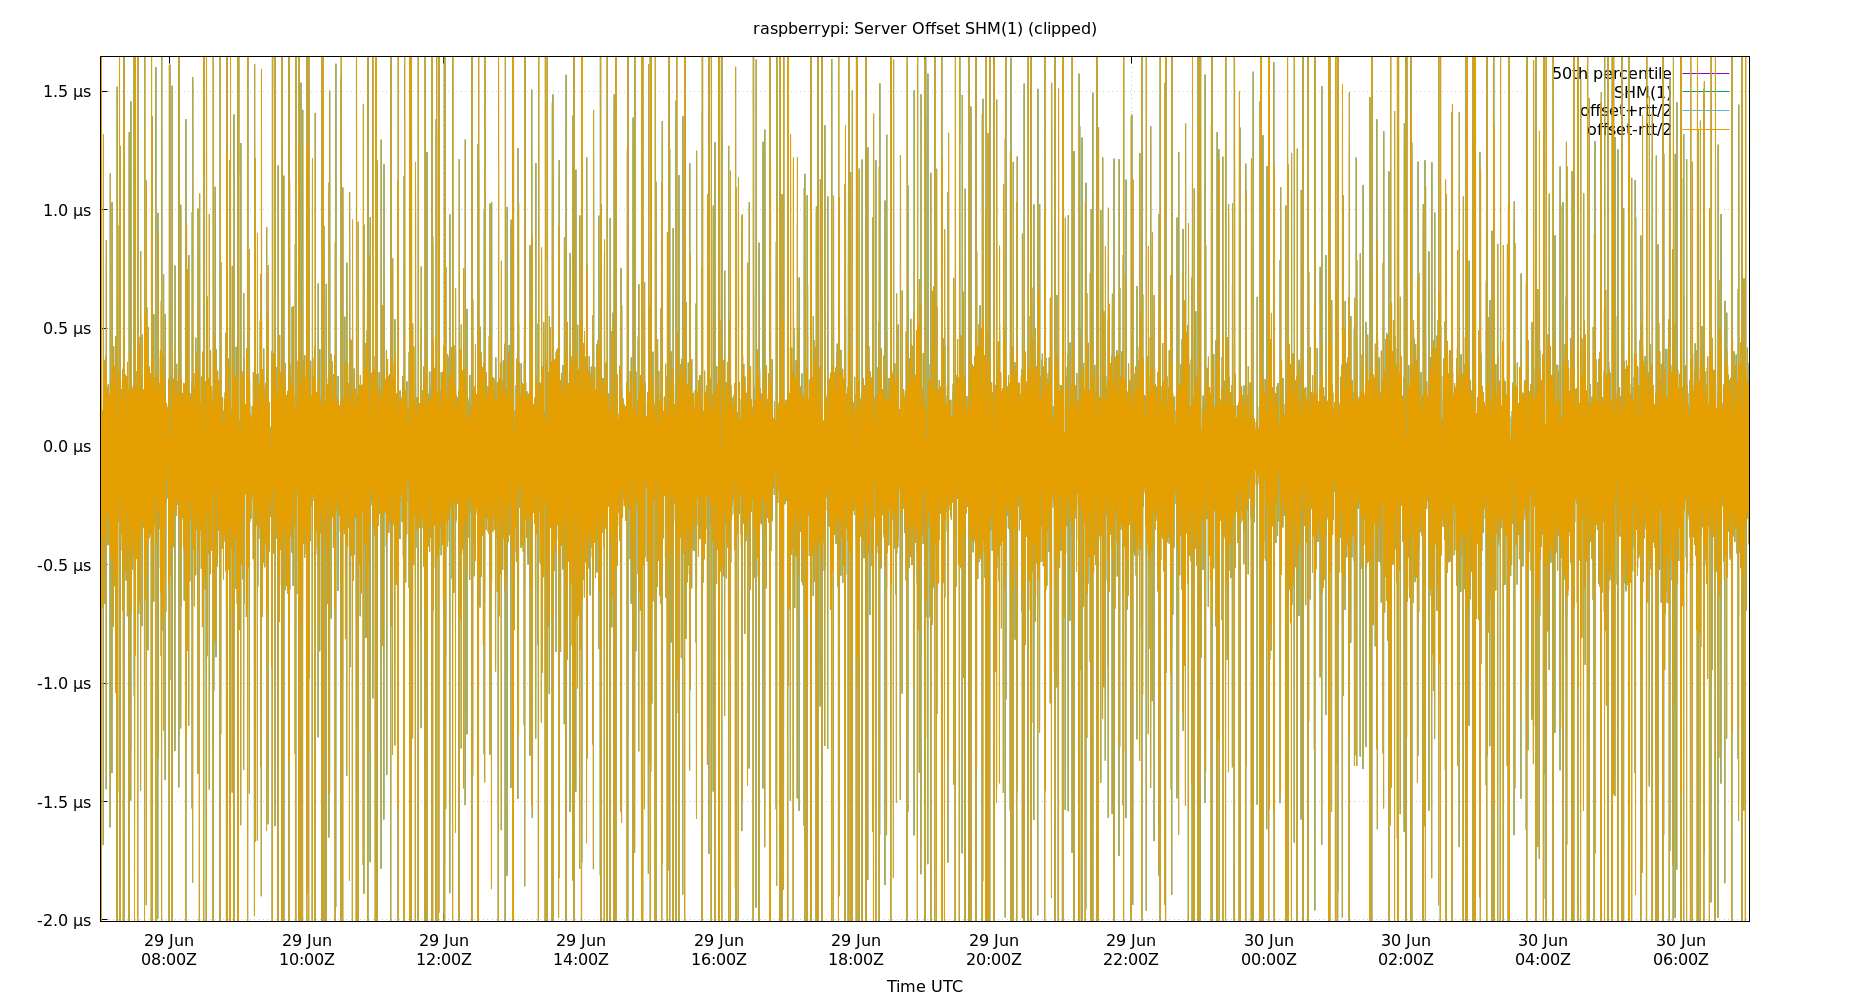 raspberrypi: Server Offset SHM(1) (clipped)
50th percentile
SHM(1)
offset+rtt/2
offset-rtt/2
1.5 µs
1.0 µs
0.5 µs
0.0 µs
-0.5 µs
-1.0 µs
-1.5 µs
-2.0 µs
29 Jun 29 Jun 29 Jun 29 Jun 29 Jun 29 Jun 29 Jun 29 Jun 30 Jun 30 Jun 30 Jun 30 Jun
08:00Z 10:00Z 12:00Z 14:00Z 16:00Z 18:00Z 20:00Z 22:00Z 00:00Z 02:00Z 04:00Z 06:00Z
Time UTC